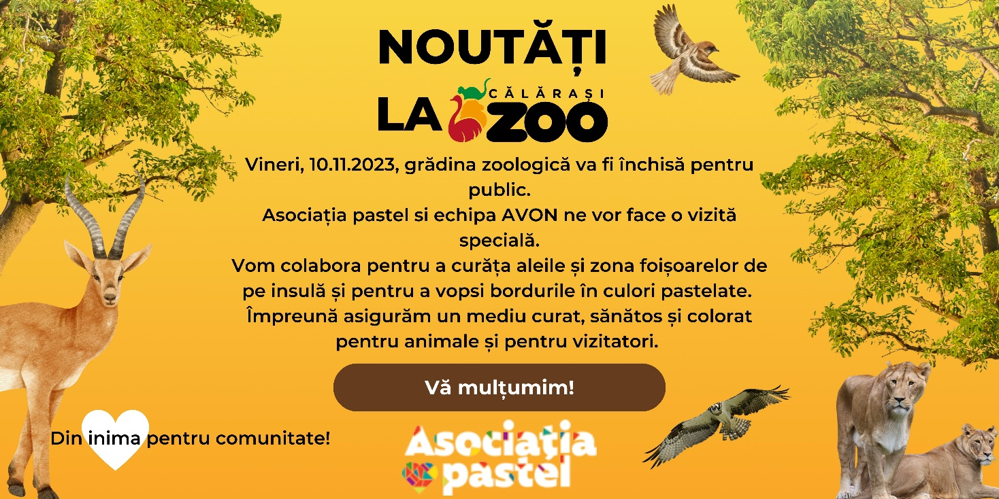 NOUTĂȚI
CĂLĂRAȘI
LA ZOO
Vineri, 10.11.2023, grădina zoologică va fi închisă pentru
public.
Asociația pastel si echipa AVON ne vor face o vizită
specială.
Vom colabora pentru a curăța aleile și zona foișoarelor de
pe insulă și pentru a vopsi bordurile în culori pastelate.
Împreună asigurăm un mediu curat, sănătos și colorat
pentru animale și pentru vizitatori.
Vă mulțumim!
Din inima pentru comunitate!
Asociația
pastel